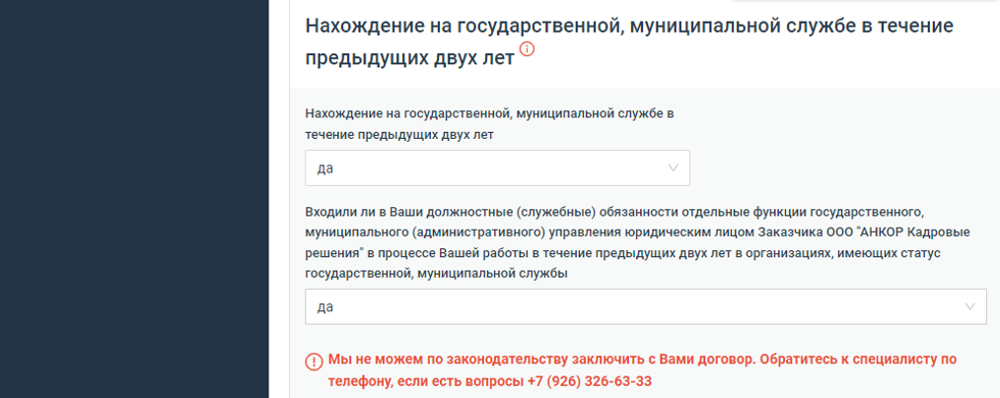 Нахождение на государственной, муниципальной службе в течение
предыдущих двух лет
Нахождение на государственной, муниципальной службе в
течение предыдущих двух лет
да
Входили ли в Ваши должностные (служебные) обязанности отдельные функции государственного,
муниципального (административного) управления юридическим лицом Заказчика ООО "АНКОР Кадровые
решения" в процессе Вашей работы в течение предыдущих двух лет в организациях, имеющих статус
государственной, муниципальной службы
да
Мы не можем по законодательству заключить с Вами договор. Обратитесь к специалисту по
телефону, если есть вопросы +7 (926) 326-63-33